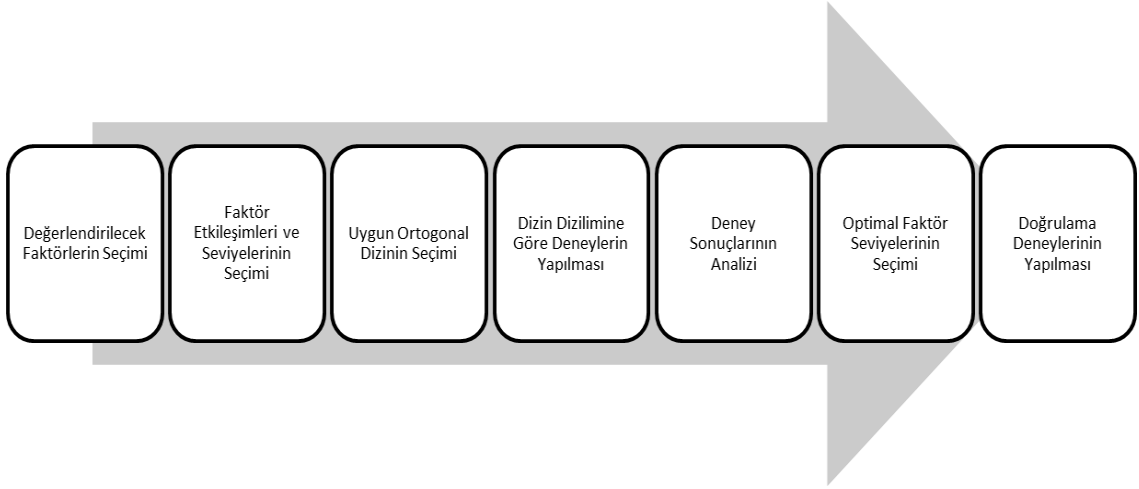 Değerlendirilecek
Faktörlerin Seçimi
Faktör
Etkileşimleri ve
Seviyelerinin
Seçimi
Uygun Ortogonal
Dizinin Seçimi
Dizin Dizilimine
Göre Deneylerin
Yapılması
Deney
Sonuçlarının
Analizi
Optimal Faktör
Seviyelerinin
Seçimi
Doğrulama
Deneylerinin
Yapılması